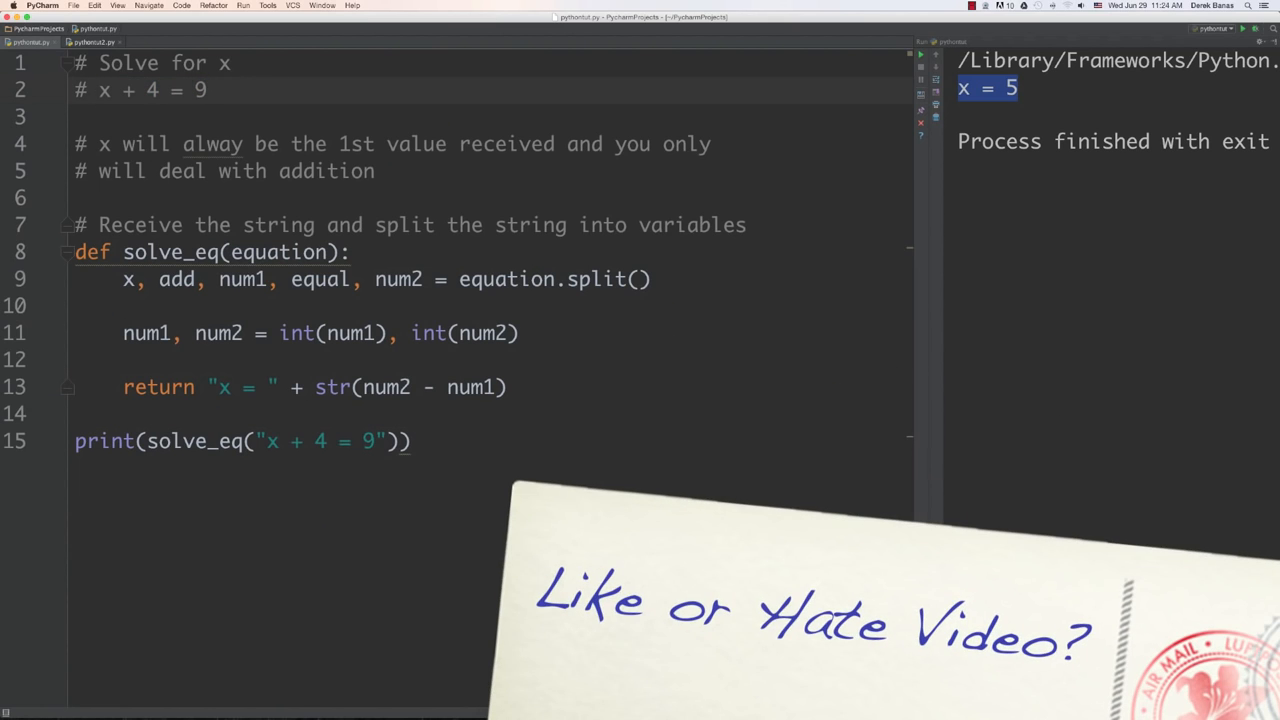 PyCharm File Edit View Navigate Code Refactor Run Tools VCS Window Help 10 Wed Jun 29 11:24 AM Derek Banas
pythontut.py - PycharmProjects - [~/PycharmProjects]
PycharmProjects pythontut.py pythontut
pythontut.py pythontut2.py Run pythontut
1 # Solve for x
2 # x + 4 = 9
3
4 # x will alway be the 1st value received and you only
5 # will deal with addition
6
7 # Receive the string and split the string into variables
8 def solve_eq(equation):
9 x, add, num1, equal, num2 = equation.split()
10
11 num1, num2 = int(num1), int(num2)
12
13 return "x = " + str(num2 - num1)
14
15 print(solve_eq("x + 4 = 9"))
/Library/Frameworks/Python.
x = 5
Process finished with exit
Like or Hate Video?
AIR MAIL